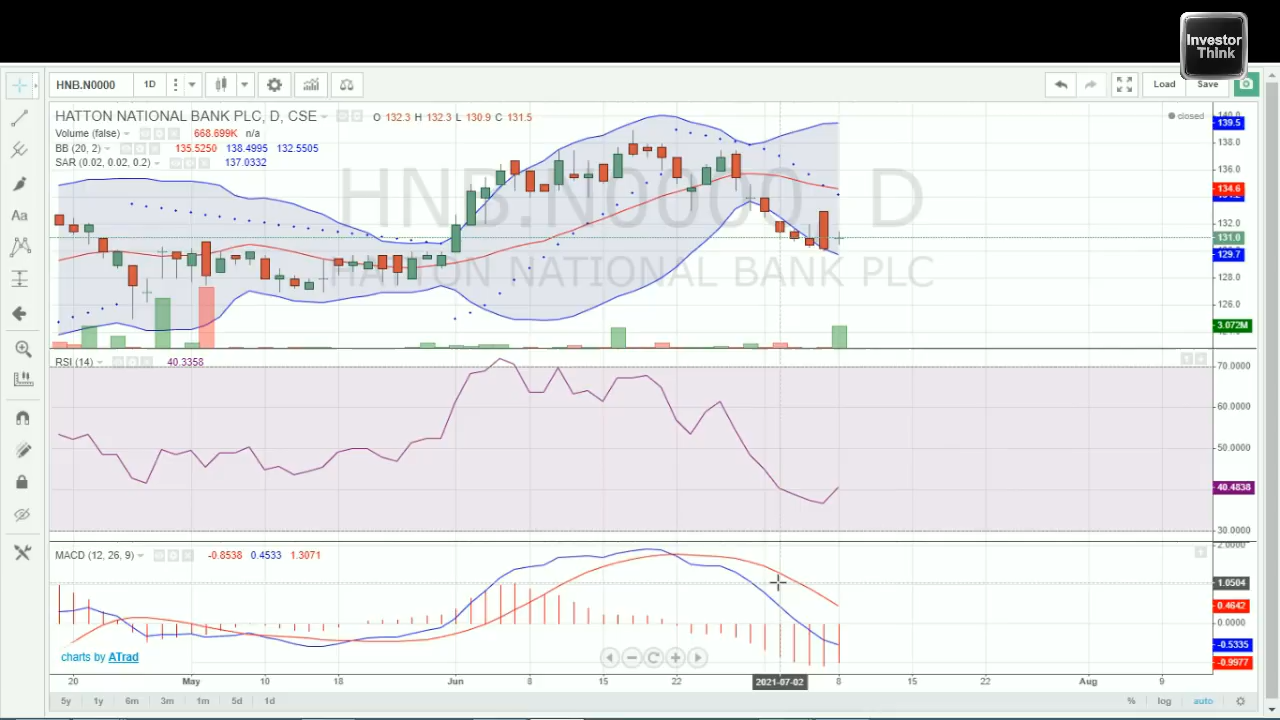 Investor
Think
HNB.N0000 1D Load Save
HATTON NATIONAL BANK PLC, D, CSE O 132.3 H 132.3 L 130.9 C 131.5 closed
Volume (false) 668.699K n/a
BB (20, 2) 135.5250 138.4995 132.5505
SAR (0.02, 0.02, 0.2) 137.0332
HNB.N0000, D
HATTON NATIONAL BANK PLC
139.5
138.0
136.0
134.6
132.0
131.0
129.7
128.0
126.0
3.072M
RSI (14) 40.3358
70.0000
60.0000
50.0000
40.4838
30.0000
MACD (12, 26, 9) -0.8538 0.4533 1.3071
2.0000
1.0504
0.4642
0.0000
-0.5335
-0.9977
charts by ATrad
20 May 10 18 Jun 8 15 22 2021-07-02 8 15 22 Aug 9
5y 1y 6m 3m 1m 5d 1d % log auto